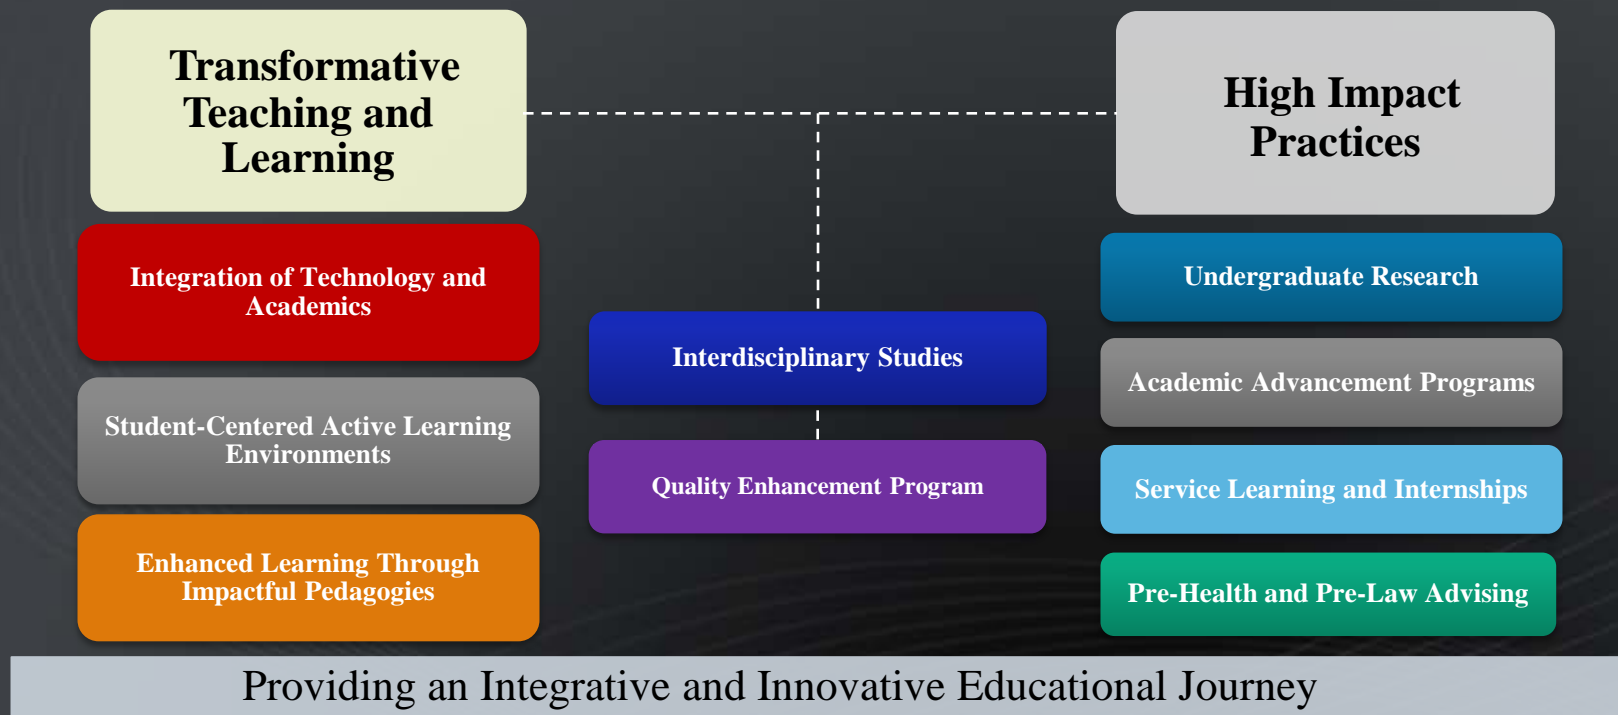 Transformative
Teaching and
Learning
Integration of Technology and
Academics
Student-Centered Active Learning
Environments
Enhanced Learning Through
Impactful Pedagogies
Interdisciplinary Studies
Quality Enhancement Program
High Impact
Practices
Undergraduate Research
Academic Advancement Programs
Service Learning and Internships
Pre-Health and Pre-Law Advising
Providing an Integrative and Innovative Educational Journey